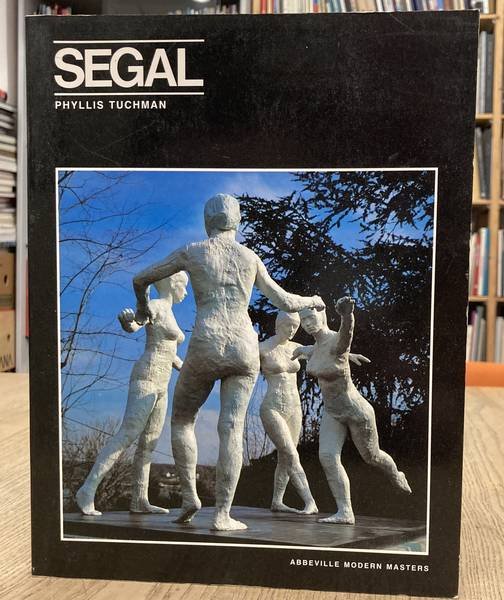 SEGAL
PHYLLIS TUCHMAN
ABBEVILLE MODERN MASTERS